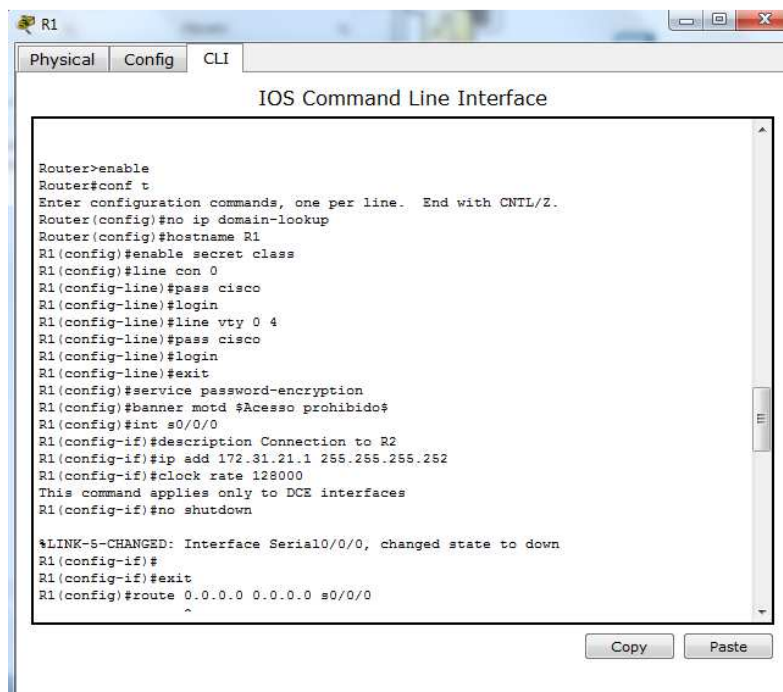 R1
Physical Config CLI
IOS Command Line Interface
Router>enable
Router#conf t
Enter configuration commands, one per line.  End with CNTL/Z.
Router(config)#no ip domain-lookup
Router(config)#hostname R1
R1(config)#enable secret class
R1(config)#line con 0
R1(config-line)#pass cisco
R1(config-line)#login
R1(config-line)#line vty 0 4
R1(config-line)#pass cisco
R1(config-line)#login
R1(config-line)#exit
R1(config)#service password-encryption
R1(config)#banner motd $Acesso prohibido$
R1(config)#int s0/0/0
R1(config-if)#description Connection to R2
R1(config-if)#ip add 172.31.21.1 255.255.255.252
R1(config-if)#clock rate 128000
This command applies only to DCE interfaces
R1(config-if)#no shutdown
%LINK-5-CHANGED: Interface Serial0/0/0, changed state to down
R1(config-if)#
R1(config-if)#exit
R1(config)#route 0.0.0.0 0.0.0.0 s0/0/0
^
Copy Paste